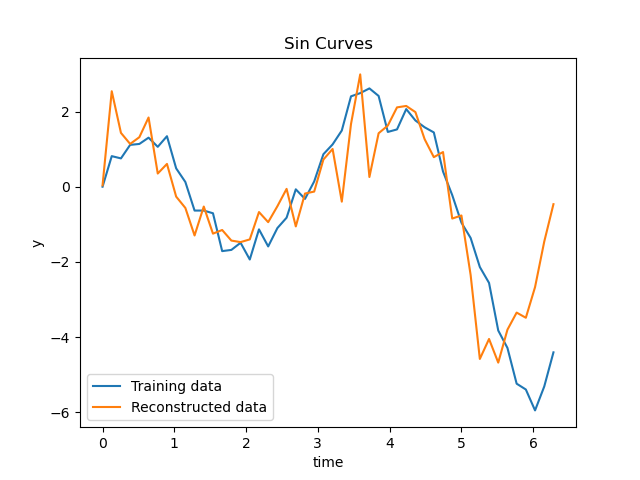 Sin Curves
y
2
0
−2
−4
−6
Training data
Reconstructed data
0 1 2 3 4 5 6
time